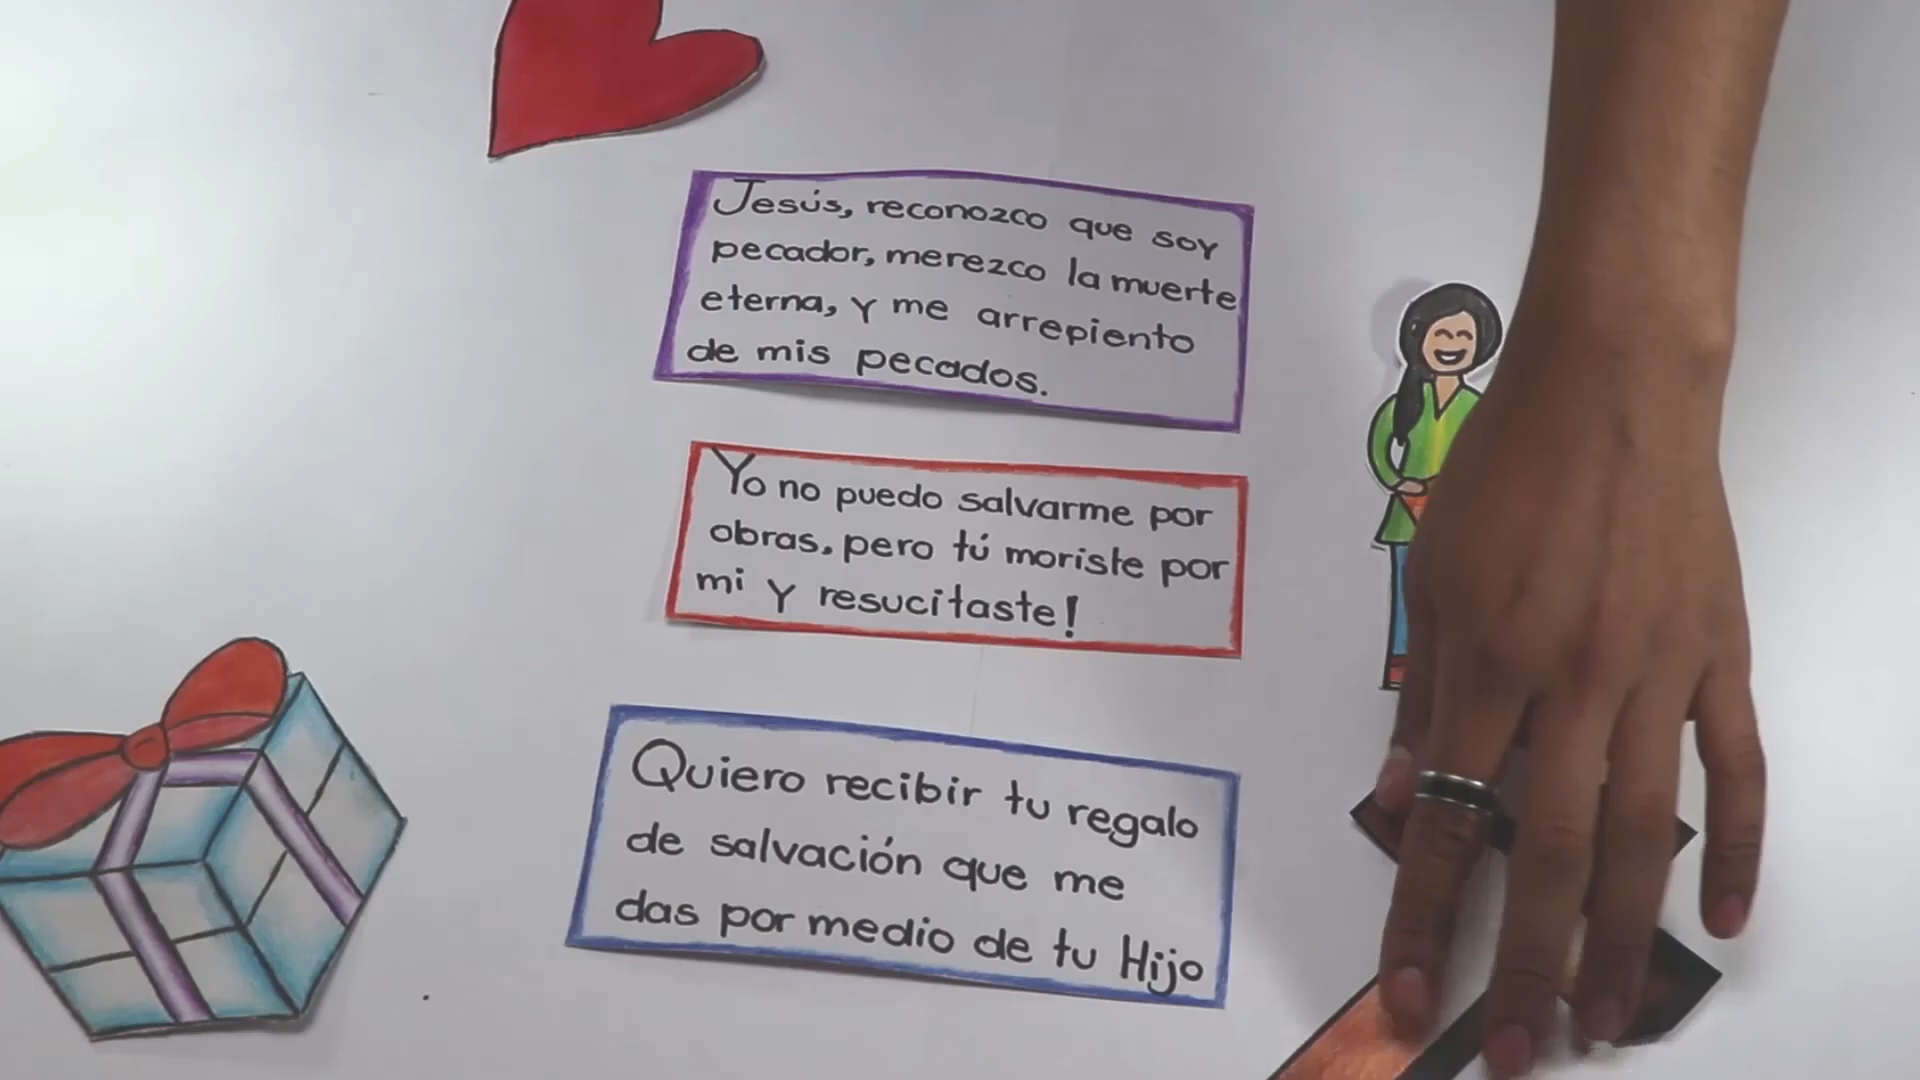 Jesús, reconozco que soy
pecador, merezco la muerte
eterna, y me arrepiento
de mis pecados.
Yo no puedo salvarme por
obras, pero tú moriste por
mi y resucitaste!
Quiero recibir tu regalo
de salvación que me
das por medio de tu Hijo